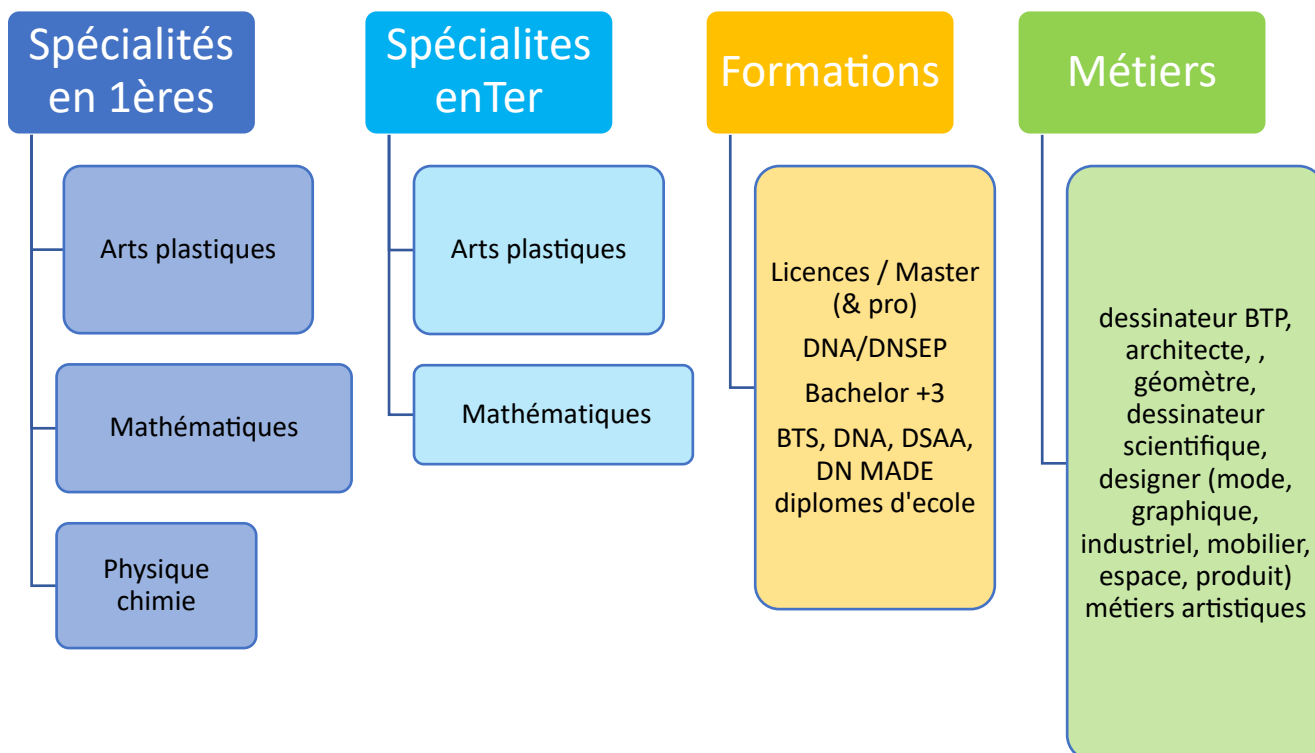 Spécialités
en 1ères
Arts plastiques
Mathématiques
Physique
chimie
Spécialites
enTer
Arts plastiques
Mathématiques
Formations
Licences / Master
(& pro)
DNA/DNSEP
Bachelor +3
BTS, DNA, DSAA,
DN MADE
diplomes d'ecole
Métiers
dessinateur BTP,
architecte, ,
géomètre,
dessinateur
scientifique,
designer (mode,
graphique,
industriel, mobilier,
espace, produit)
métiers artistiques